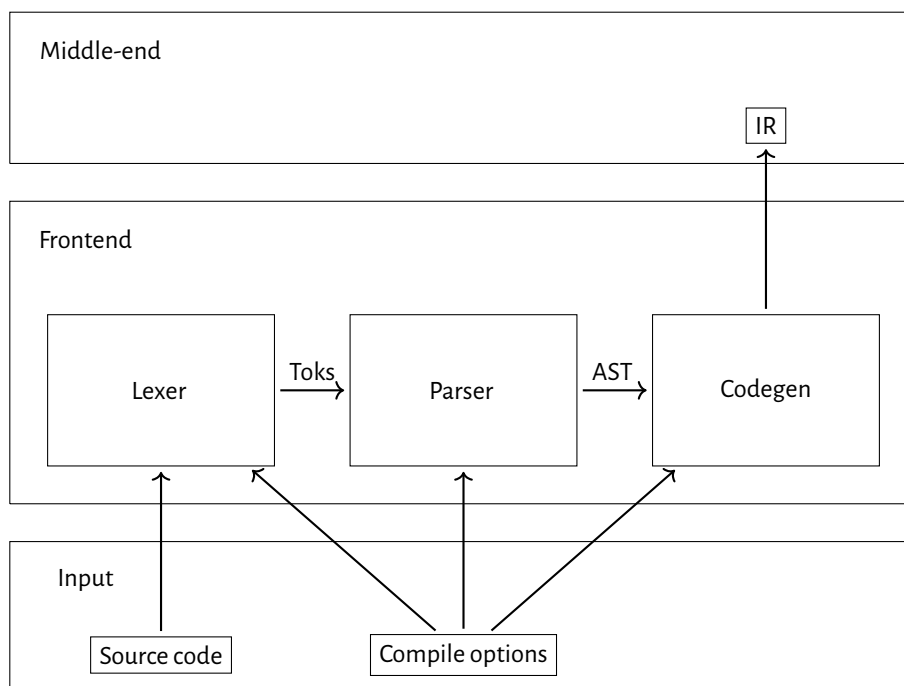 Middle-end
IR
Frontend
Toks
AST
Lexer
Parser
Codegen
Input
Source code
Compile options